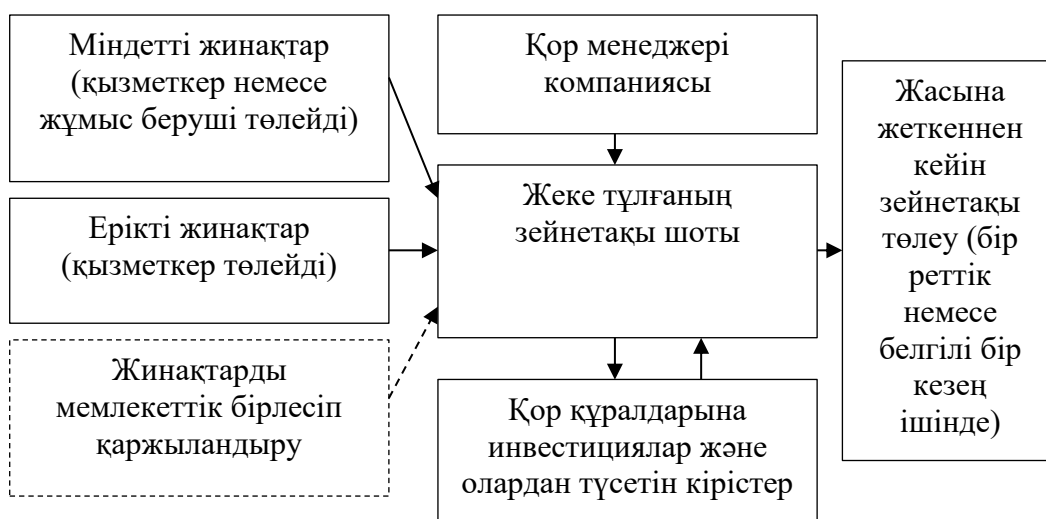 Міндетті жинақтар
(қызметкер немесе
жұмыс беруші төлейді)
Ерікті жинақтар
(қызметкер төлейді)
Жинақтарды
мемлекеттік бірлесіп
қаржыландыру
Қор менеджері
компаниясы
Жеке тұлғаның
зейнетақы шоты
Қор құралдарына
инвестициялар және
олардан түсетін кірістер
Жасына
жеткеннен
кейін
зейнетақы
төлеу (бір
реттік
немесе
белгілі бір
кезең
ішінде)